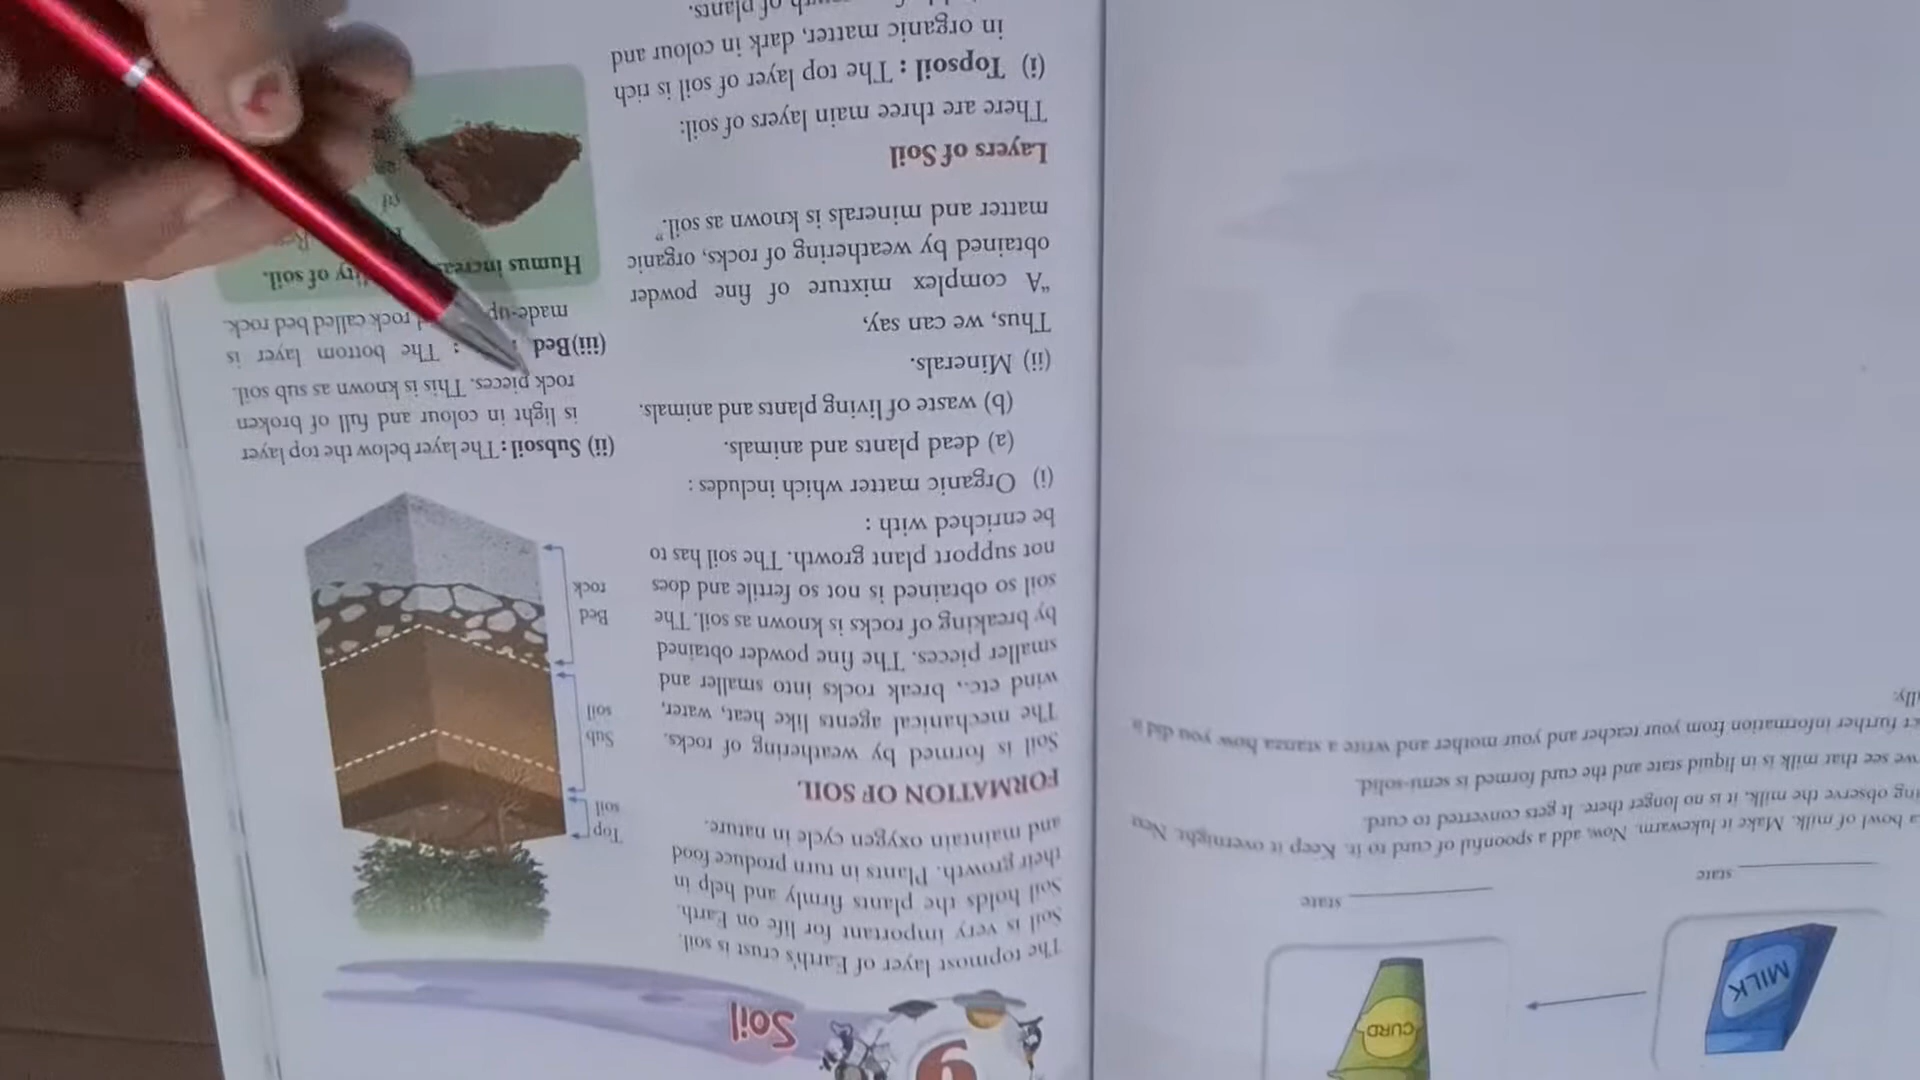 9
Soil
The topmost layer of Earth's crust is soil.
Soil is very important for life on Earth.
Soil holds the plants firmly and help in
their growth. Plants in turn produce food
and maintain oxygen cycle in nature.
FORMATION OF SOIL
Soil is formed by weathering of rocks.
The mechanical agents like heat, water,
wind etc., break rocks into smaller and
smaller pieces. The fine powder obtained
by breaking of rocks is known as soil. The
soil so obtained is not so fertile and does
not support plant growth. The soil has to
be enriched with :
(i) Organic matter which includes :
(a) dead plants and animals.
(b) waste of living plants and animals.
(ii) Minerals.
Thus, we can say,
“A complex mixture of fine powder
obtained by weathering of rocks, organic
matter and minerals is known as soil.”
Layers of Soil
There are three main layers of soil:
(i) Topsoil : The top layer of soil is rich
in organic matter, dark in colour and
of plants.
Top
soil
Sub
soil
Bed
rock
(ii) Subsoil : The layer below the top layer
is light in colour and full of broken
rock pieces. This is known as sub soil.
(iii) Bed : The bottom layer is
made-up rock called bed rock.
Humus of soil.
MILK
CURD
state
state
a bowl of milk. Make it lukewarm. Now, add a spoonful of curd to it. Keep it overnight. Next
observe the milk, it is no longer there. It gets converted to curd.
we see that milk is in liquid state and the curd formed is semi-solid.
further information from your teacher and your mother and write a stanza how you did it